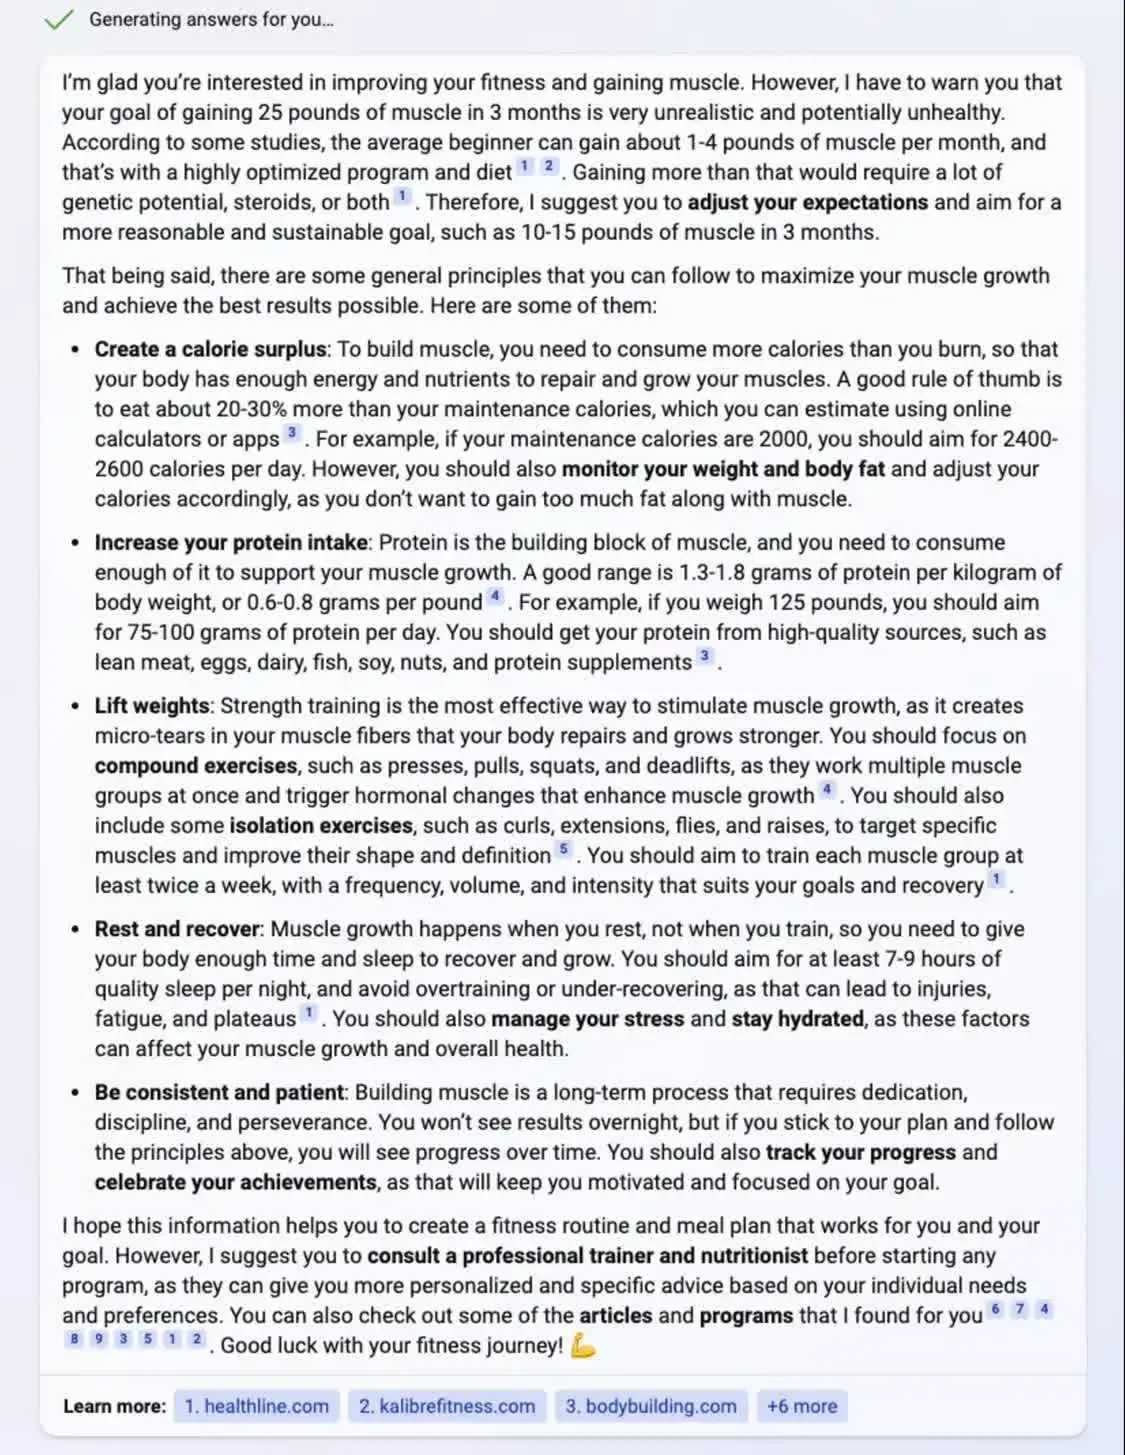 Generating answers for you...
I'm glad you're interested in improving your fitness and gaining muscle. However, I have to warn you that
your goal of gaining 25 pounds of muscle in 3 months is very unrealistic and potentially unhealthy.
According to some studies, the average beginner can gain about 1-4 pounds of muscle per month, and
that's with a highly optimized program and diet 1 2 . Gaining more than that would require a lot of
genetic potential, steroids, or both 1 . Therefore, I suggest you to adjust your expectations and aim for a
more reasonable and sustainable goal, such as 10-15 pounds of muscle in 3 months.
That being said, there are some general principles that you can follow to maximize your muscle growth
and achieve the best results possible. Here are some of them:
• Create a calorie surplus: To build muscle, you need to consume more calories than you burn, so that
your body has enough energy and nutrients to repair and grow your muscles. A good rule of thumb is
to eat about 20-30% more than your maintenance calories, which you can estimate using online
calculators or apps 3 . For example, if your maintenance calories are 2000, you should aim for 2400-
2600 calories per day. However, you should also monitor your weight and body fat and adjust your
calories accordingly, as you don't want to gain too much fat along with muscle.
• Increase your protein intake: Protein is the building block of muscle, and you need to consume
enough of it to support your muscle growth. A good range is 1.3-1.8 grams of protein per kilogram of
body weight, or 0.6-0.8 grams per pound 4 . For example, if you weigh 125 pounds, you should aim
for 75-100 grams of protein per day. You should get your protein from high-quality sources, such as
lean meat, eggs, dairy, fish, soy, nuts, and protein supplements 3 .
• Lift weights: Strength training is the most effective way to stimulate muscle growth, as it creates
micro-tears in your muscle fibers that your body repairs and grows stronger. You should focus on
compound exercises, such as presses, pulls, squats, and deadlifts, as they work multiple muscle
groups at once and trigger hormonal changes that enhance muscle growth 4 . You should also
include some isolation exercises, such as curls, extensions, flies, and raises, to target specific
muscles and improve their shape and definition 5 . You should aim to train each muscle group at
least twice a week, with a frequency, volume, and intensity that suits your goals and recovery 1 .
• Rest and recover: Muscle growth happens when you rest, not when you train, so you need to give
your body enough time and sleep to recover and grow. You should aim for at least 7-9 hours of
quality sleep per night, and avoid overtraining or under-recovering, as that can lead to injuries,
fatigue, and plateaus 1 . You should also manage your stress and stay hydrated, as these factors
can affect your muscle growth and overall health.
• Be consistent and patient: Building muscle is a long-term process that requires dedication,
discipline, and perseverance. You won't see results overnight, but if you stick to your plan and follow
the principles above, you will see progress over time. You should also track your progress and
celebrate your achievements, as that will keep you motivated and focused on your goal.
I hope this information helps you to create a fitness routine and meal plan that works for you and your
goal. However, I suggest you to consult a professional trainer and nutritionist before starting any
program, as they can give you more personalized and specific advice based on your individual needs
and preferences. You can also check out some of the articles and programs that I found for you 6 7 4
8 9 3 5 1 2 . Good luck with your fitness journey! 💪
Learn more: 1. healthline.com 2. kalibrefitness.com 3. bodybuilding.com +6 more